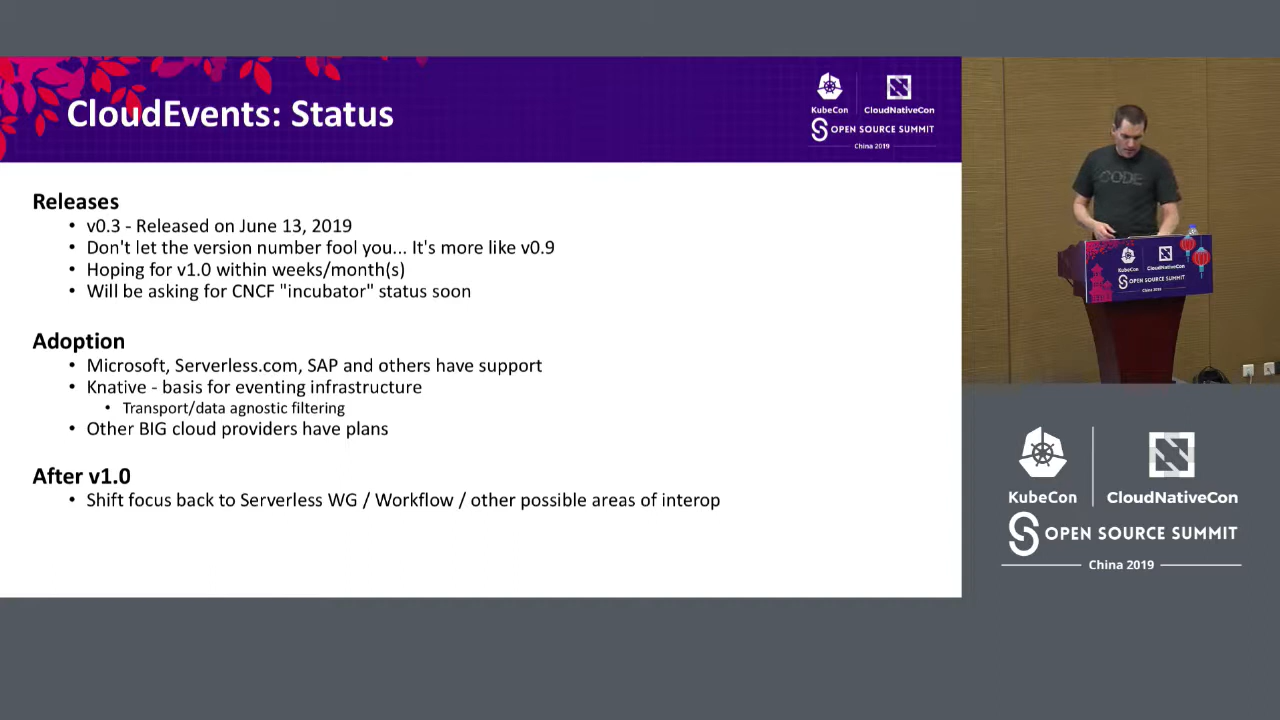 CloudEvents: Status
KubeCon
CloudNativeCon
OPEN SOURCE SUMMIT
China 2019
Releases
• v0.3 - Released on June 13, 2019
• Don't let the version number fool you... It's more like v0.9
• Hoping for v1.0 within weeks/month(s)
• Will be asking for CNCF "incubator" status soon
Adoption
• Microsoft, Serverless.com, SAP and others have support
• Knative - basis for eventing infrastructure
• Transport/data agnostic filtering
• Other BIG cloud providers have plans
After v1.0
• Shift focus back to Serverless WG / Workflow / other possible areas of interop
CODE
KubeCon
CloudNativeCon
OPEN SOURCE SUMMIT
China 2019
KubeCon
CloudNativeCon
OPEN SOURCE SUMMIT
China 2019